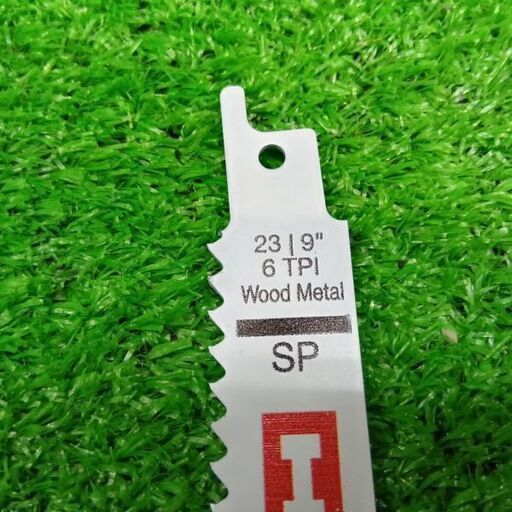 23 | 9"
6 TPI
Wood Metal
SP